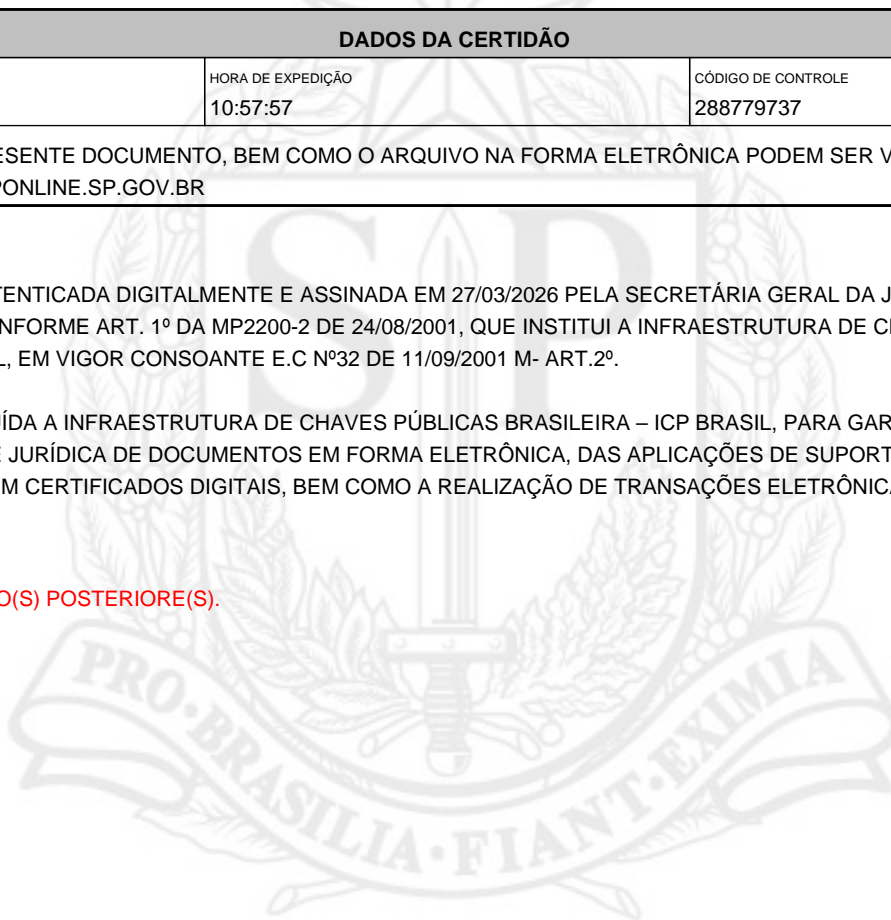 DADOS DA CERTIDÃO
HORA DE EXPEDIÇÃO
CÓDIGO DE CONTROLE
10:57:57
288779737
ESENTE DOCUMENTO, BEM COMO O ARQUIVO NA FORMA ELETRÔNICA PODEM SER V
PONLINE.SP.GOV.BR
TENTICADA DIGITALMENTE E ASSINADA EM 27/03/2026 PELA SECRETÁRIA GERAL DA J
NFORME ART. 1º DA MP2200-2 DE 24/08/2001, QUE INSTITUI A INFRAESTRUTURA DE C
L, EM VIGOR CONSOANTE E.C Nº32 DE 11/09/2001 M- ART.2º.
ÍDA A INFRAESTRUTURA DE CHAVES PÚBLICAS BRASILEIRA – ICP BRASIL, PARA GAR
E JURÍDICA DE DOCUMENTOS EM FORMA ELETRÔNICA, DAS APLICAÇÕES DE SUPORT
M CERTIFICADOS DIGITAIS, BEM COMO A REALIZAÇÃO DE TRANSAÇÕES ELETRÔNICA
O(S) POSTERIORE(S).
SP
PRO·BRASILIA·FIANT·EXIMIA